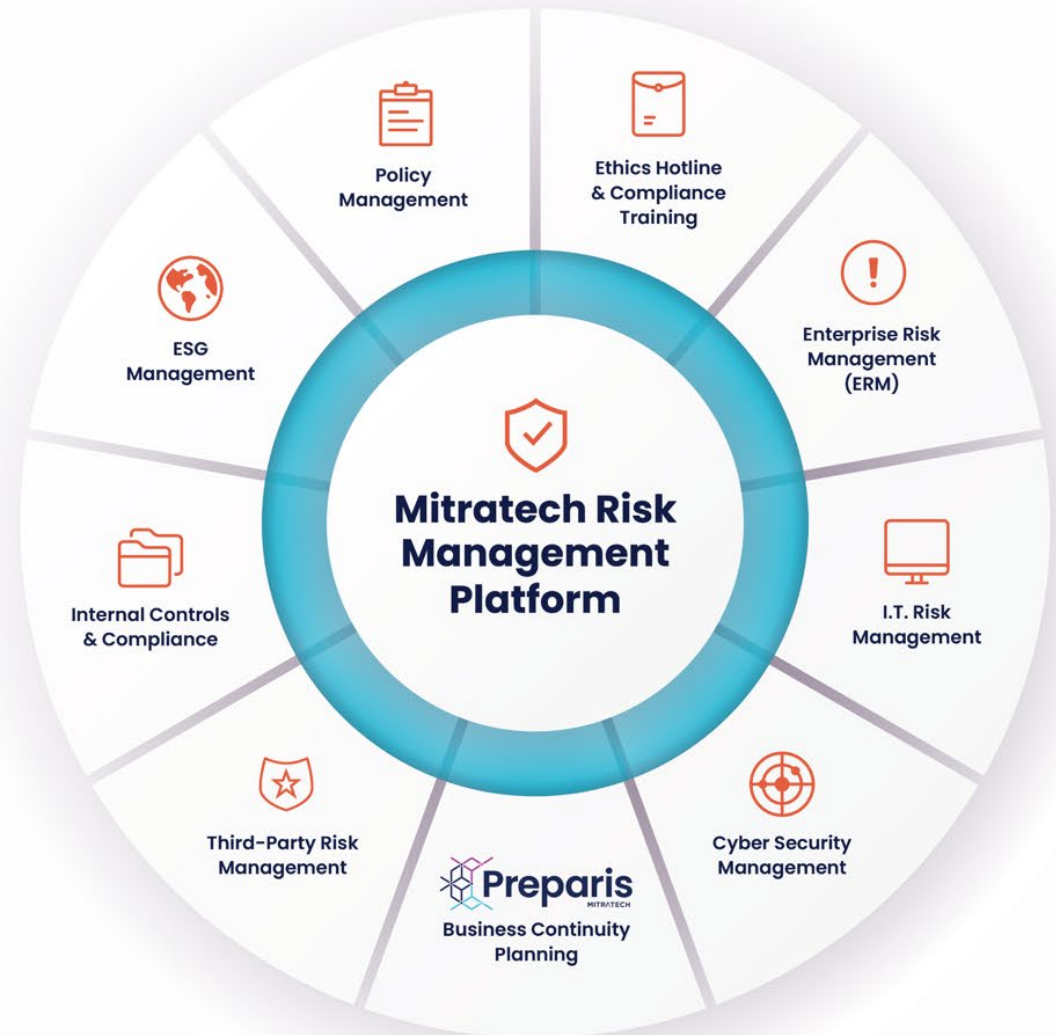 Policy
Management
Ethics Hotline
& Compliance
Training
Enterprise Risk
Management
(ERM)
I.T. Risk
Management
Cyber Security
Management
Preparis
MITRATECH
Business Continuity
Planning
Third-Party Risk
Management
Internal Controls
& Compliance
ESG
Management
Mitratech Risk
Management
Platform